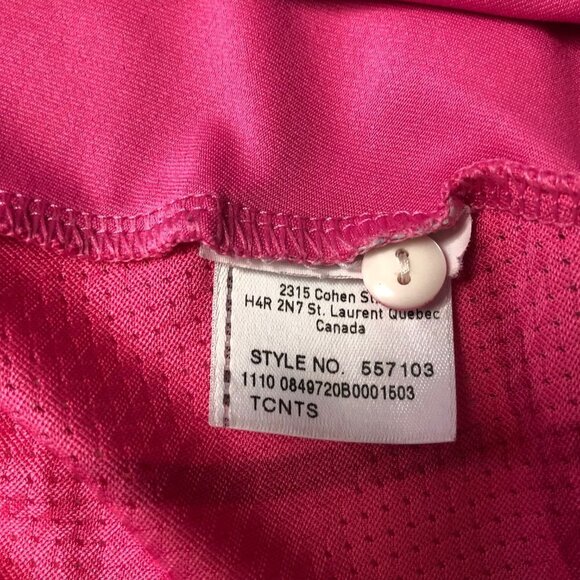 2315 Cohen St.
H4R 2N7 St. Laurent Quebec
Canada
STYLE NO. 557103
1110 0849720B0001503
TCNTS